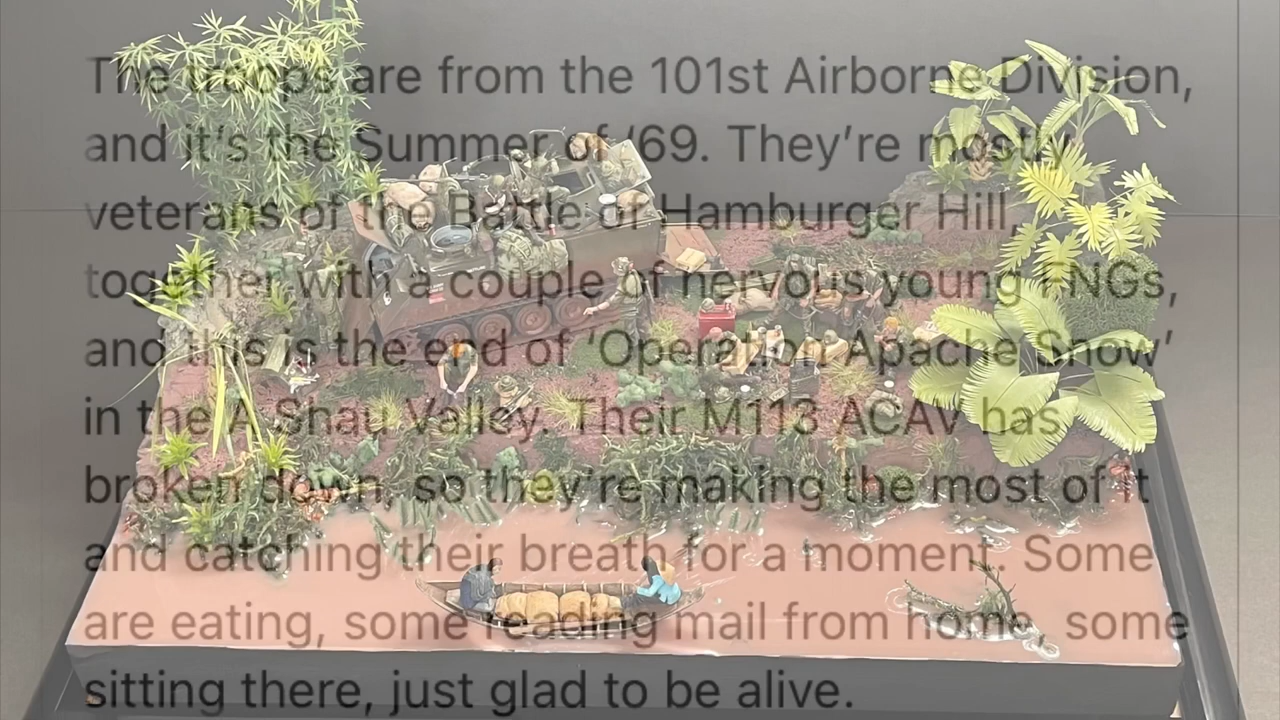 The troops are from the 101st Airborne Division,
and it's the Summer of '69. They're mostly
veterans of the Battle of Hamburger Hill,
together with a couple of nervous young FNGs,
and this is the end of 'Operation Apache Snow'
in the A Shau Valley. Their M113 ACAV has
broken down, so they're making the most of it
and catching their breath for a moment. Some
are eating, some reading mail from home, some
sitting there, just glad to be alive.